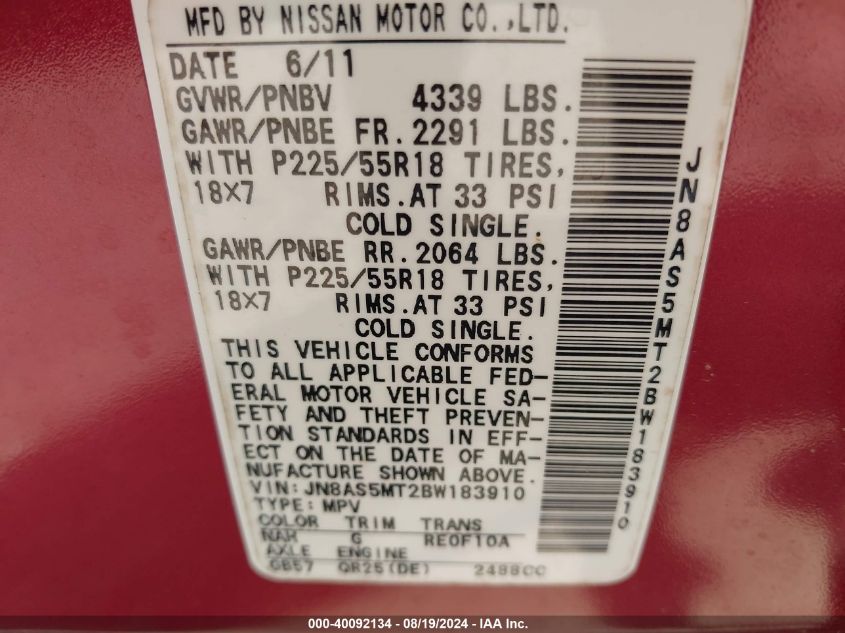 MFD BY NISSAN MOTOR CO.,LTD.
DATE 6/11
GVWR/PNBV 4339 LBS.
GAWR/PNBE FR.2291 LBS.
WITH P225/55R18 TIRES,
18X7 RIMS.AT 33 PSI
COLD SINGLE.
GAWR/PNBE RR.2064 LBS.
WITH P225/55R18 TIRES,
18X7 RIMS.AT 33 PSI
COLD SINGLE.
THIS VEHICLE CONFORMS
TO ALL APPLICABLE FED-
ERAL MOTOR VEHICLE SA-
FETY AND THEFT PREVEN-
TION STANDARDS IN EFF-
ECT ON THE DATE OF MA-
NUFACTURE SHOWN ABOVE.
VIN:JN8AS5MT2BW183910
TYPE:MPV
COLOR TRIM TRANS
NAR G RE0F10A
AXLE ENGINE
GB57 QR25(DE) 2488CC
JN8AS5MT2BW183910
000-40092134 - 08/19/2024 - IAA Inc.